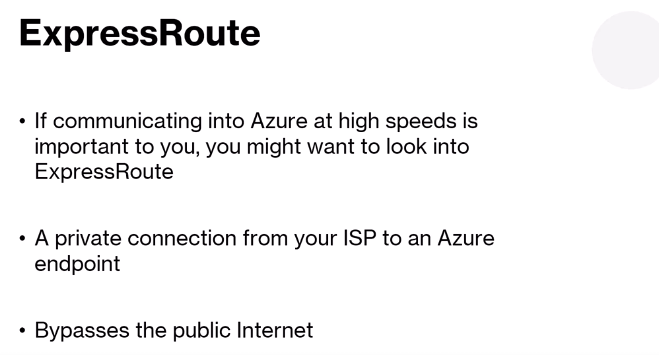 ExpressRoute
• If communicating into Azure at high speeds is
important to you, you might want to look into
ExpressRoute
• A private connection from your ISP to an Azure
endpoint
• Bypasses the public Internet